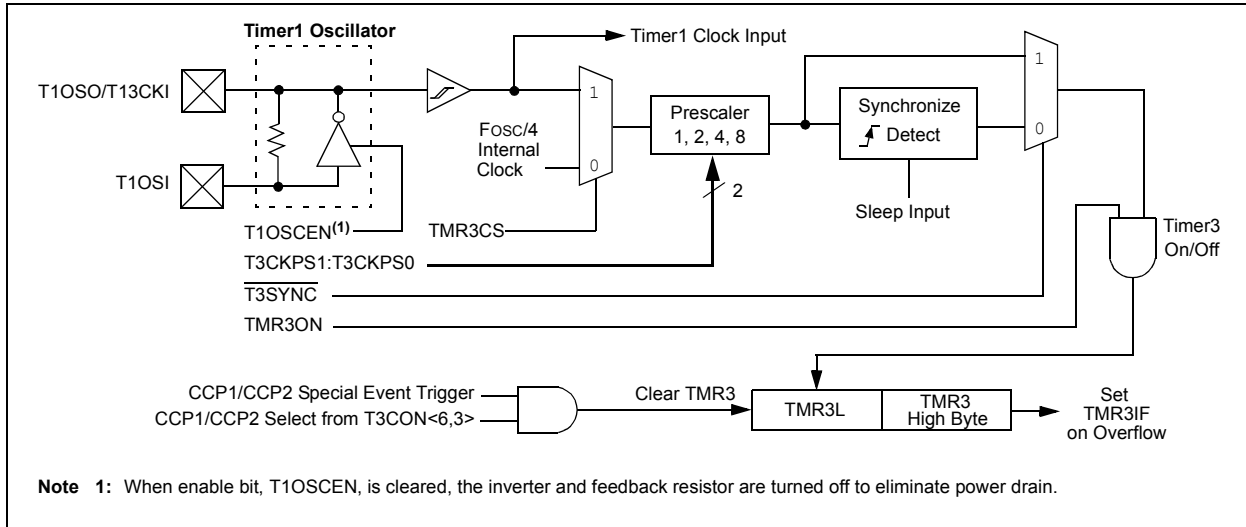 Timer1 Oscillator
Timer1 Clock Input
T1OSO/T13CKI
1
1
FOSC/4
Internal
Clock
Prescaler
1, 2, 4, 8
Synchronize
Detect
0
0
T1OSI
2
Sleep Input
T1OSCEN(1)
TMR3CS
Timer3
On/Off
T3CKPS1:T3CKPS0
T3SYNC
TMR3ON
CCP1/CCP2 Special Event Trigger
CCP1/CCP2 Select from T3CON<6,3>
Clear TMR3
TMR3L
TMR3
High Byte
Set
TMR3IF
on Overflow
Note 1: When enable bit, T1OSCEN, is cleared, the inverter and feedback resistor are turned off to eliminate power drain.